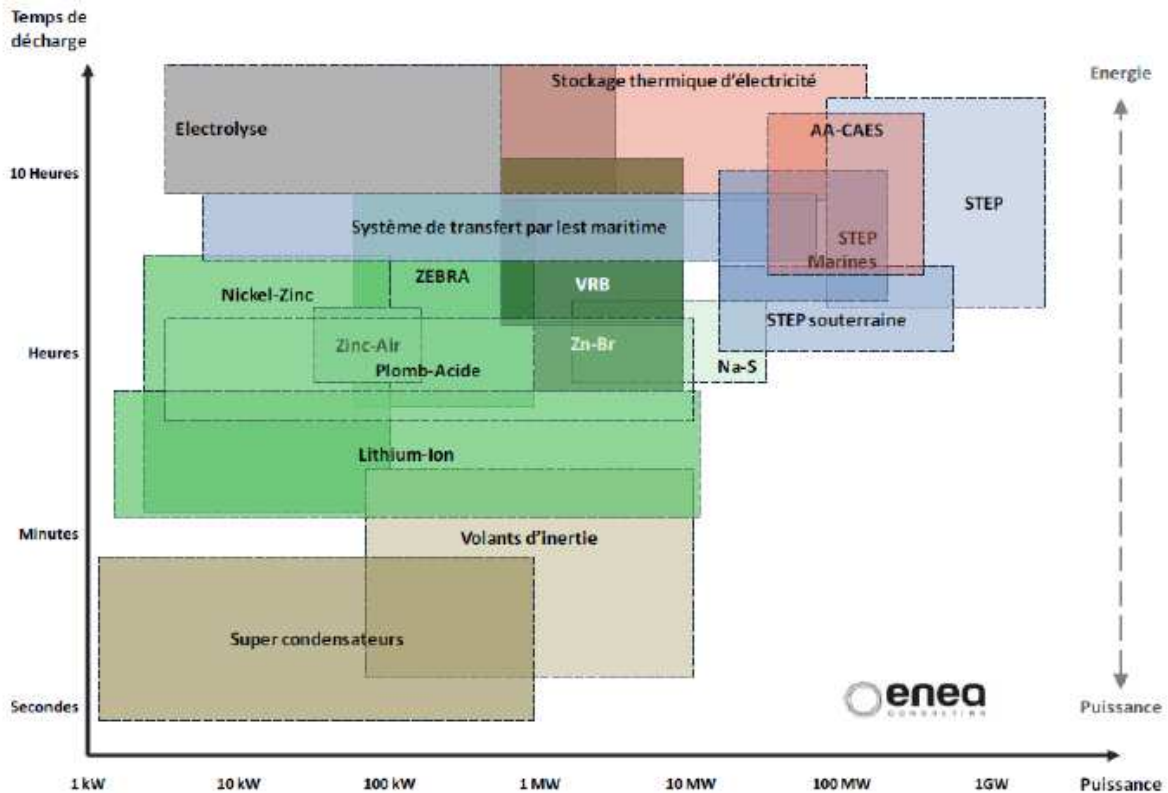 Temps de
décharge
Energie
Stockage thermique d'électricité
Electrolyse
AA-CAES
10 Heures
STEP
Système de transfert par lest maritime
STEP
Marines
ZEBRA
VRB
Nickel-Zinc
STEP souterraine
Zinc-Air
Zn-Br
Heures
Plomb-Acide
Na-S
Lithium-Ion
Minutes
Volants d'inertie
Super condensateurs
enea
CONSULTING
Secondes
Puissance
1 kW
10 kW
100 kW
1 MW
10 MW
100 MW
1GW
Puissance